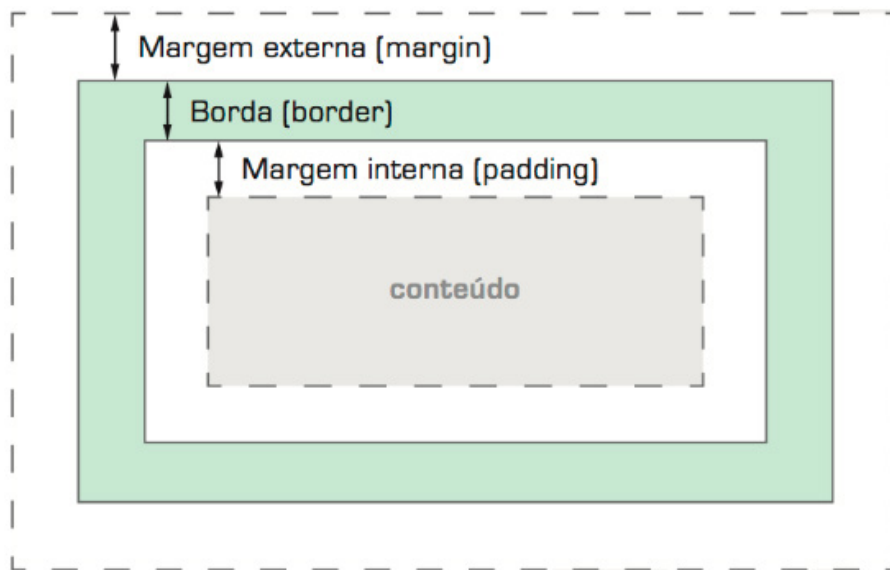 Margem externa (margin)
Borda (border)
Margem interna (padding)
conteúdo